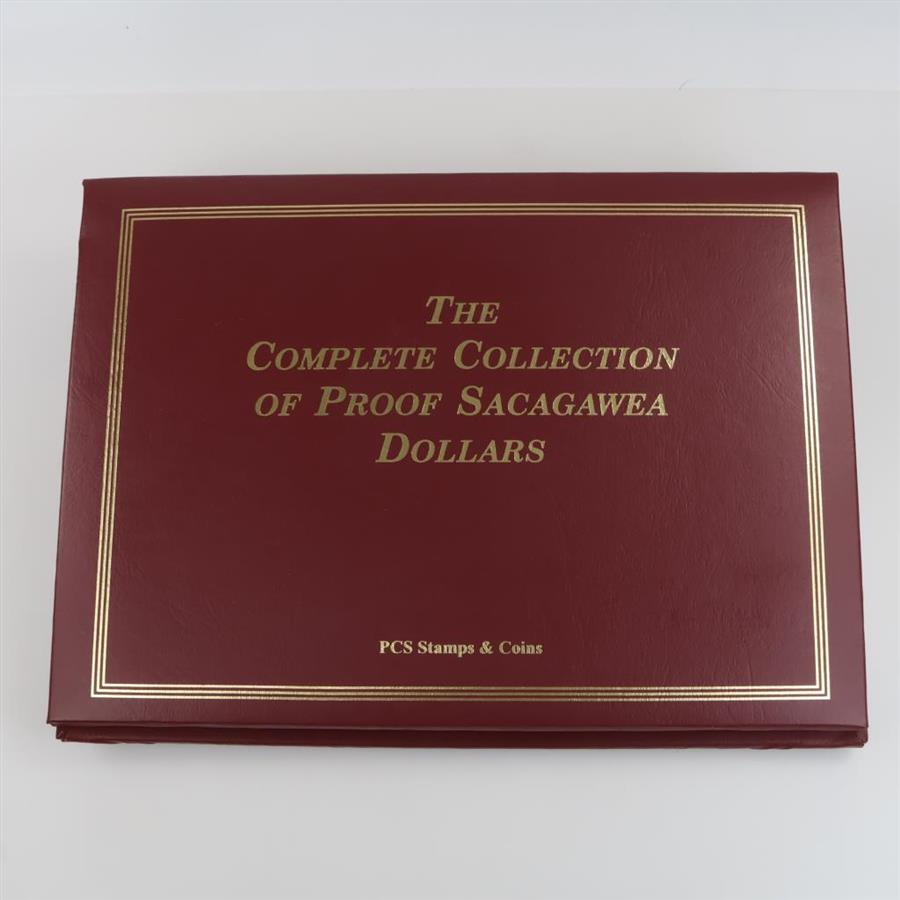 THE
COMPLETE COLLECTION
OF PROOF SACAGAWEA
DOLLARS
PCS Stamps & Coins